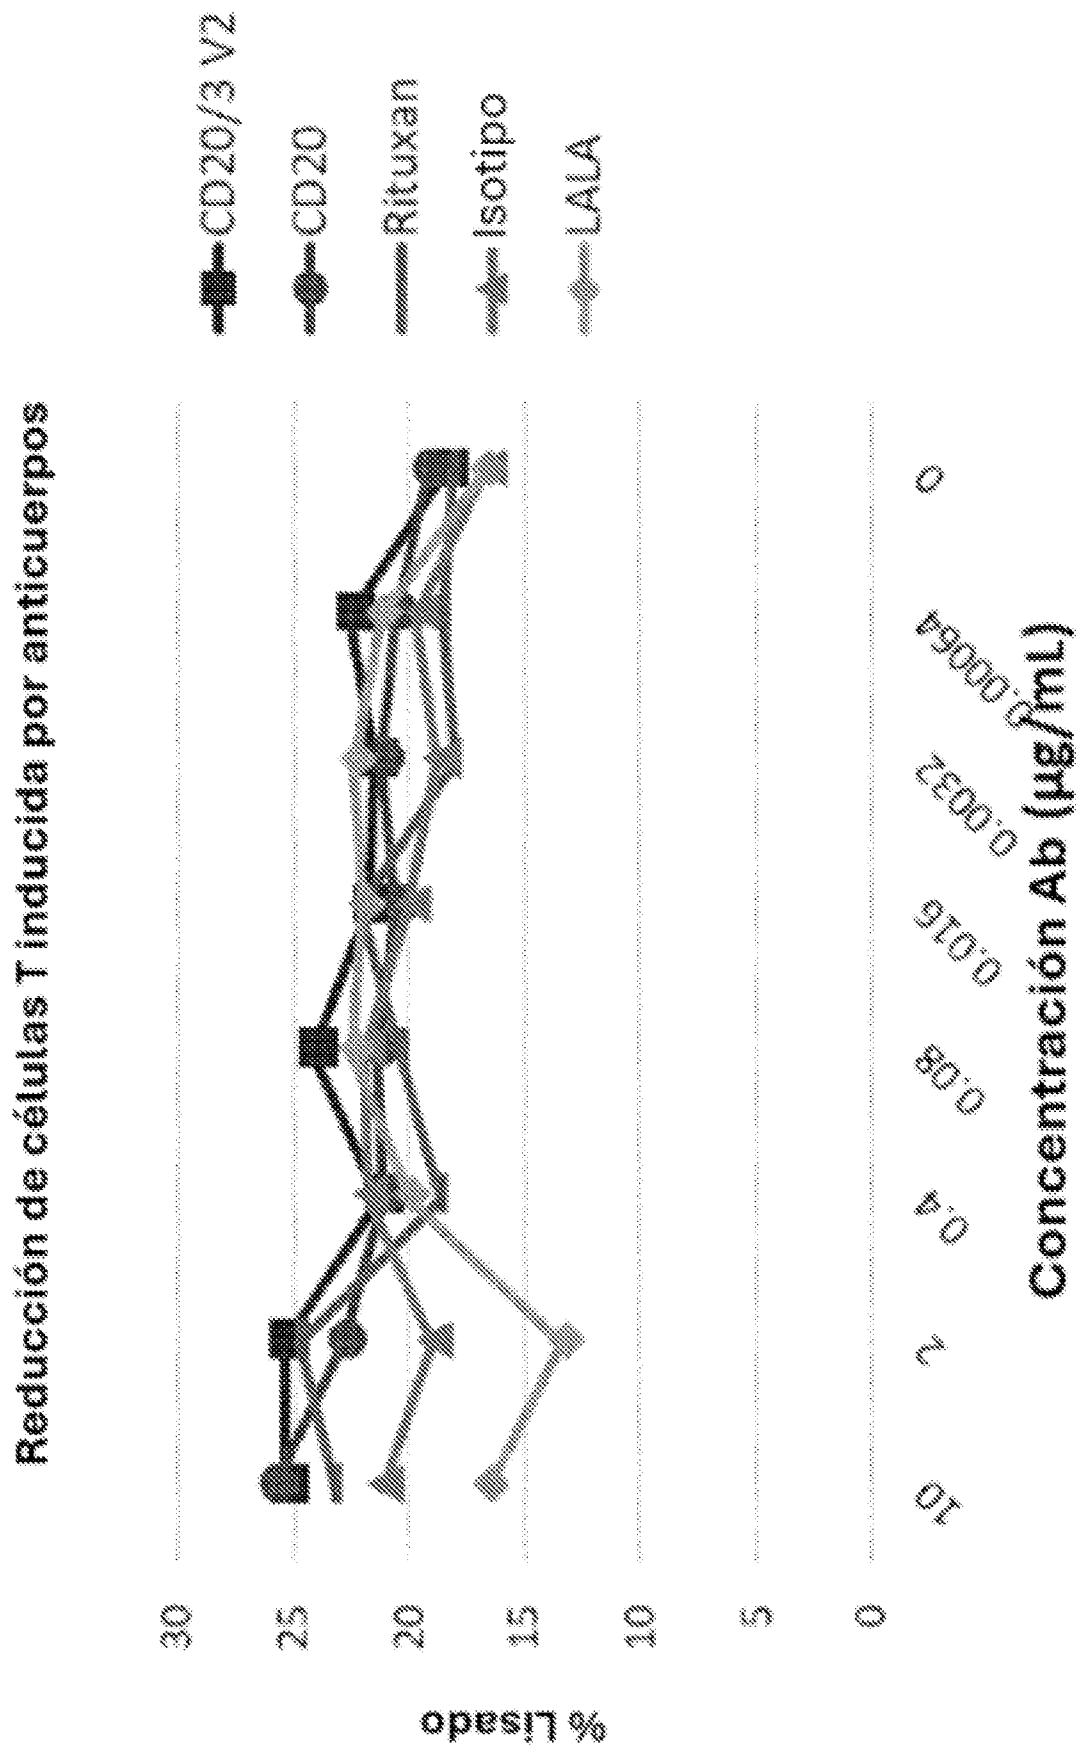 Reducción de células T inducida por anticuerpos
% Lisado
30
25
20
15
10
5
0
10
2
0.4
0.08
0.016
0.0032
0.00064
0
Concentración Ab (µg/mL)
CD20/3 V2
CD20
Rituxan
Isotipo
LALA